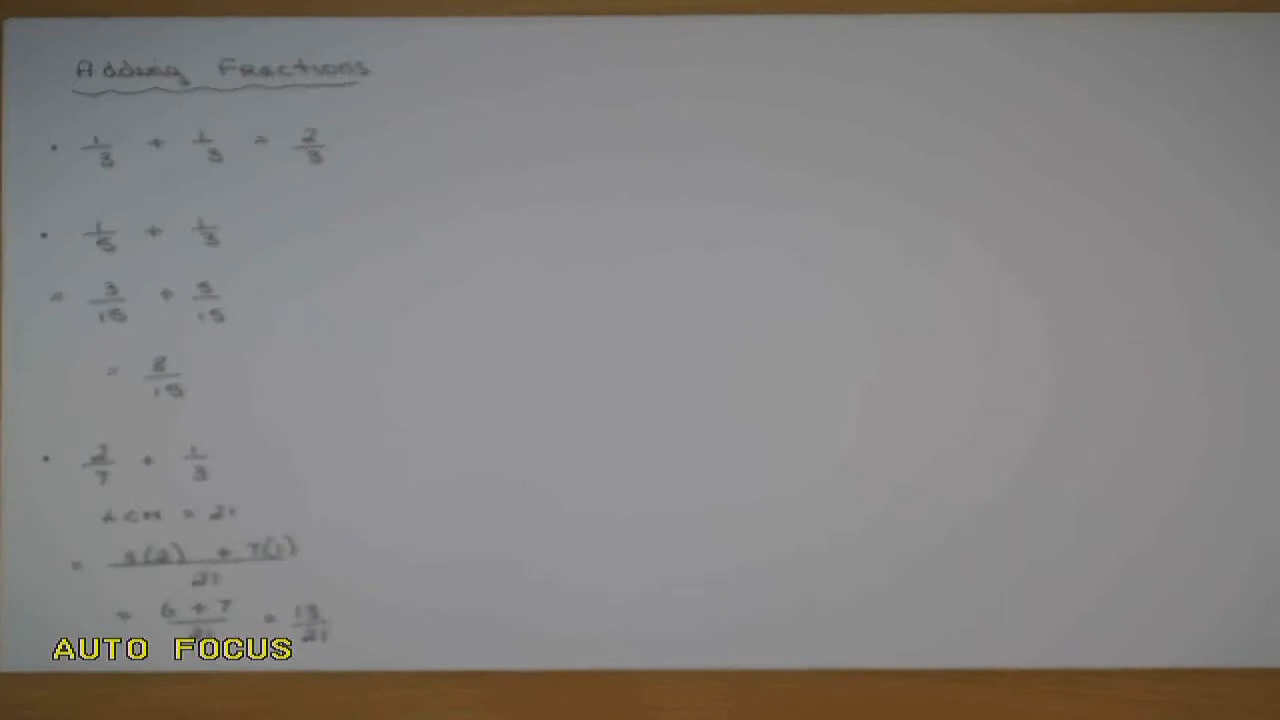 Adding Fractions
• 1/3 + 1/3 = 2/3
• 1/5 + 1/3
= 3/15 + 5/15
= 8/15
• 2/7 + 1/3
LCM = 21
= 3(2) + 7(1) / 21
= 6 + 7 / 21 = 13/21
AUTO FOCUS